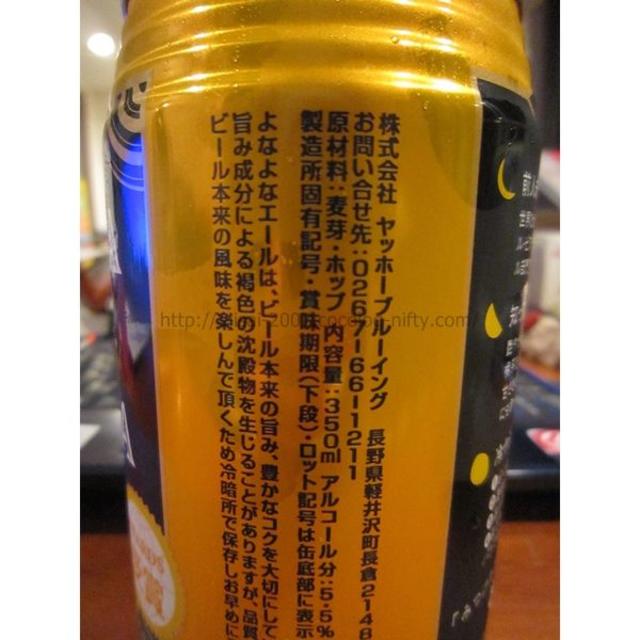 株式会社 ヤッホーブルーイング 長野県軽井沢町長倉2148
お問い合せ先:0267-66-1211
原材料:麦芽・ホップ 内容量:350ml アルコール分:5.5%
製造所固有記号・賞味期限(下段)・ロット記号は缶底部に表示
よなよなエールは、ビール本来の旨み、豊かなコクを大切にして
旨み成分による褐色の沈殿物を生じることがありますが、品質
ビール本来の風味を楽しんで頂くため冷暗所で保存しお早めに